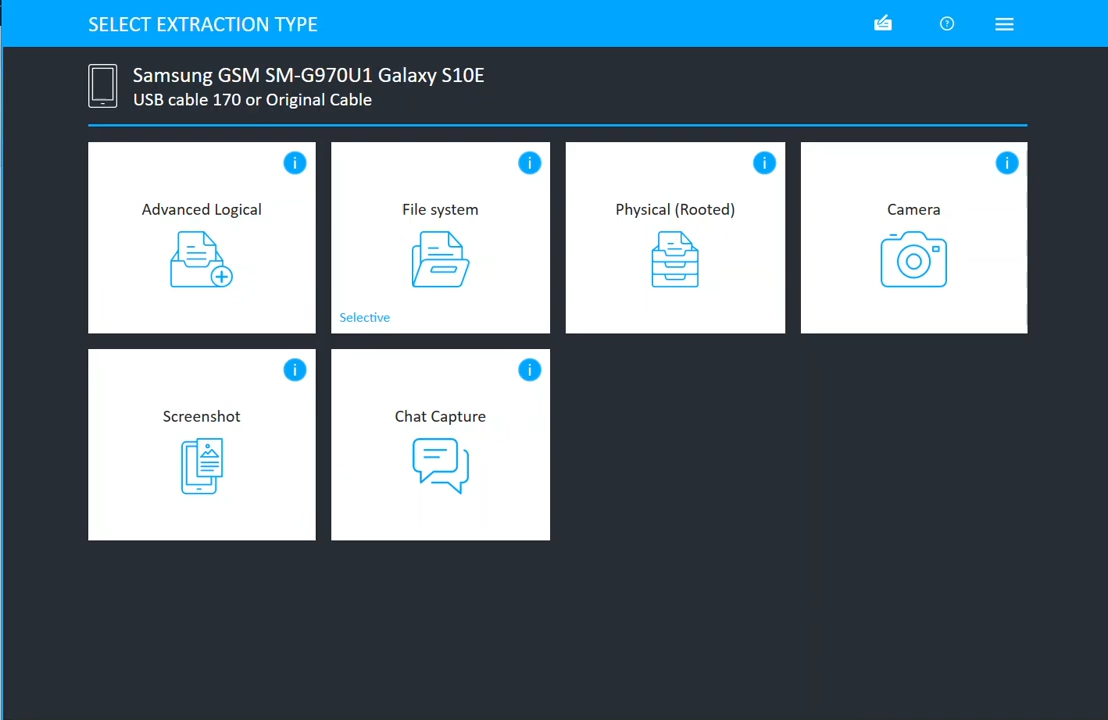 SELECT EXTRACTION TYPE
Samsung GSM SM-G970U1 Galaxy S10E
USB cable 170 or Original Cable
Advanced Logical
File system
Selective
Physical (Rooted)
Camera
Screenshot
Chat Capture